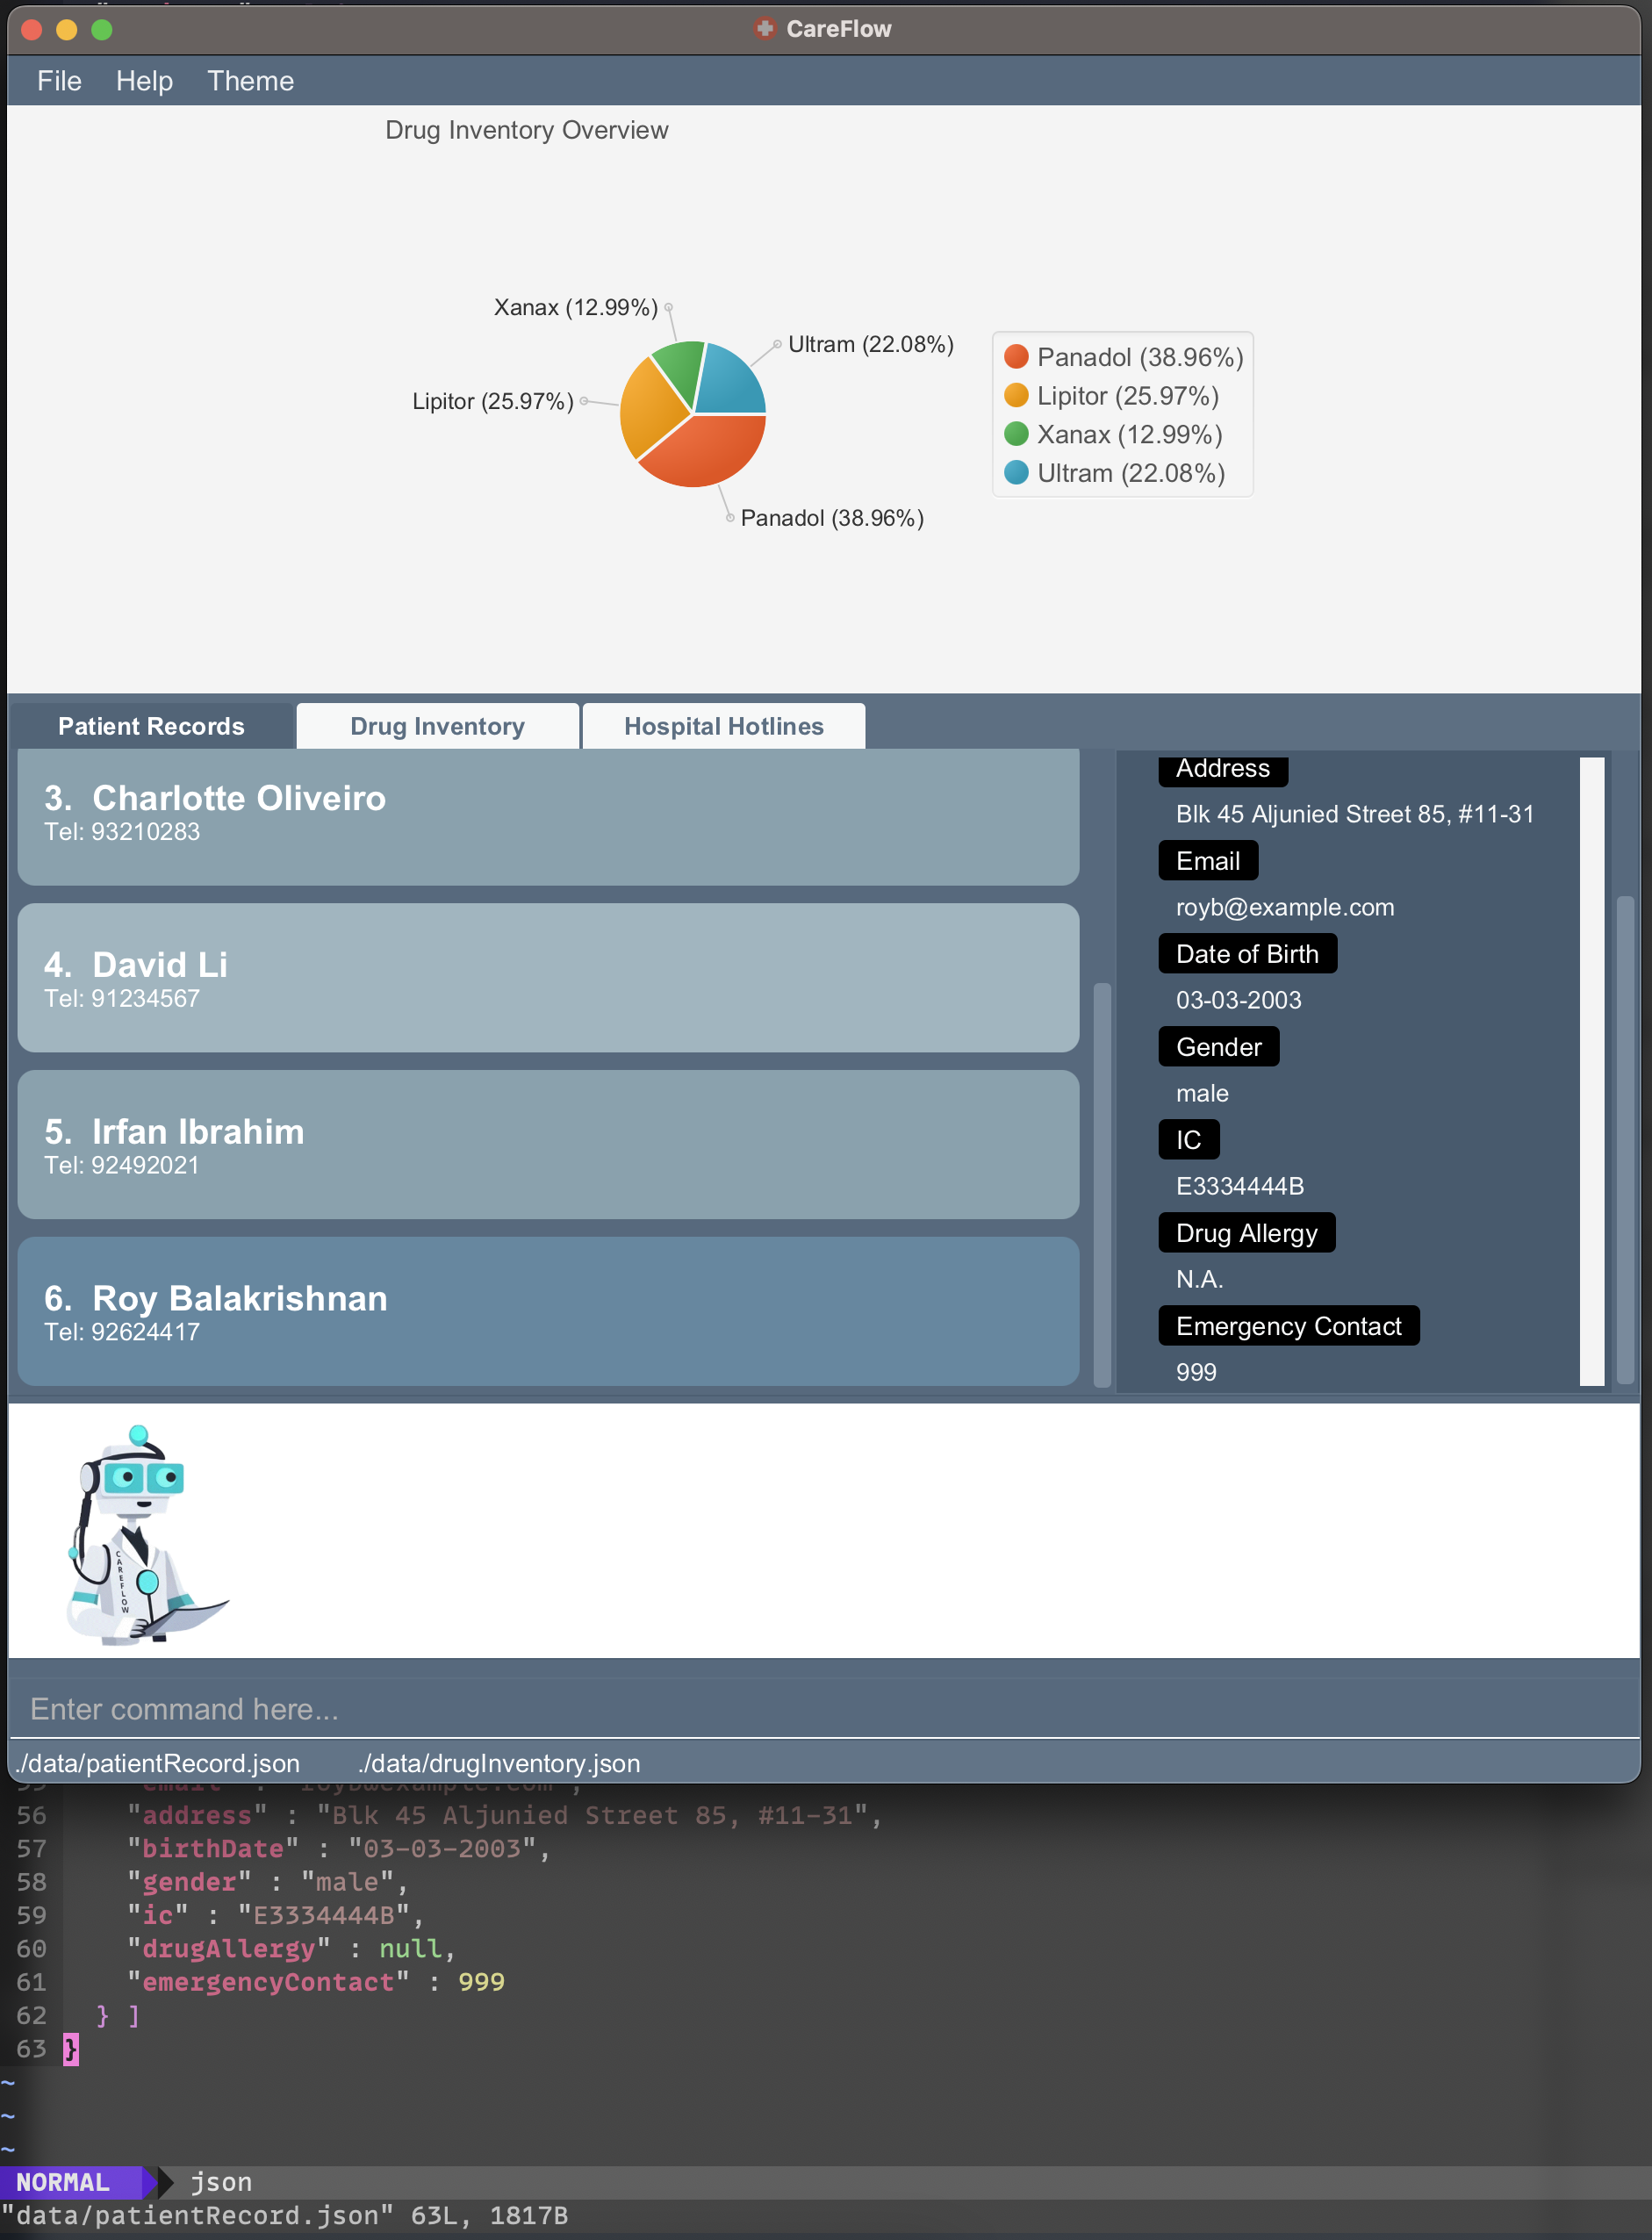 CareFlow
File Help Theme
Drug Inventory Overview
Xanax (12.99%)
Ultram (22.08%)
Lipitor (25.97%)
Panadol (38.96%)
Panadol (38.96%)
Lipitor (25.97%)
Xanax (12.99%)
Ultram (22.08%)
Patient Records Drug Inventory Hospital Hotlines
3. Charlotte Oliveiro
Tel: 93210283
4. David Li
Tel: 91234567
5. Irfan Ibrahim
Tel: 92492021
6. Roy Balakrishnan
Tel: 92624417
Address
Blk 45 Aljunied Street 85, #11-31
Email
royb@example.com
Date of Birth
03-03-2003
Gender
male
IC
E3334444B
Drug Allergy
N.A.
Emergency Contact
999
CAREFLOW
Enter command here...
./data/patientRecord.json ./data/drugInventory.json
56 "address" : "Blk 45 Aljunied Street 85, #11-31",
57 "birthDate" : "03-03-2003",
58 "gender" : "male",
59 "ic" : "E3334444B",
60 "drugAllergy" : null,
61 "emergencyContact" : 999
62 } ]
63 }
~
~
~
NORMAL json
"data/patientRecord.json" 63L, 1817B